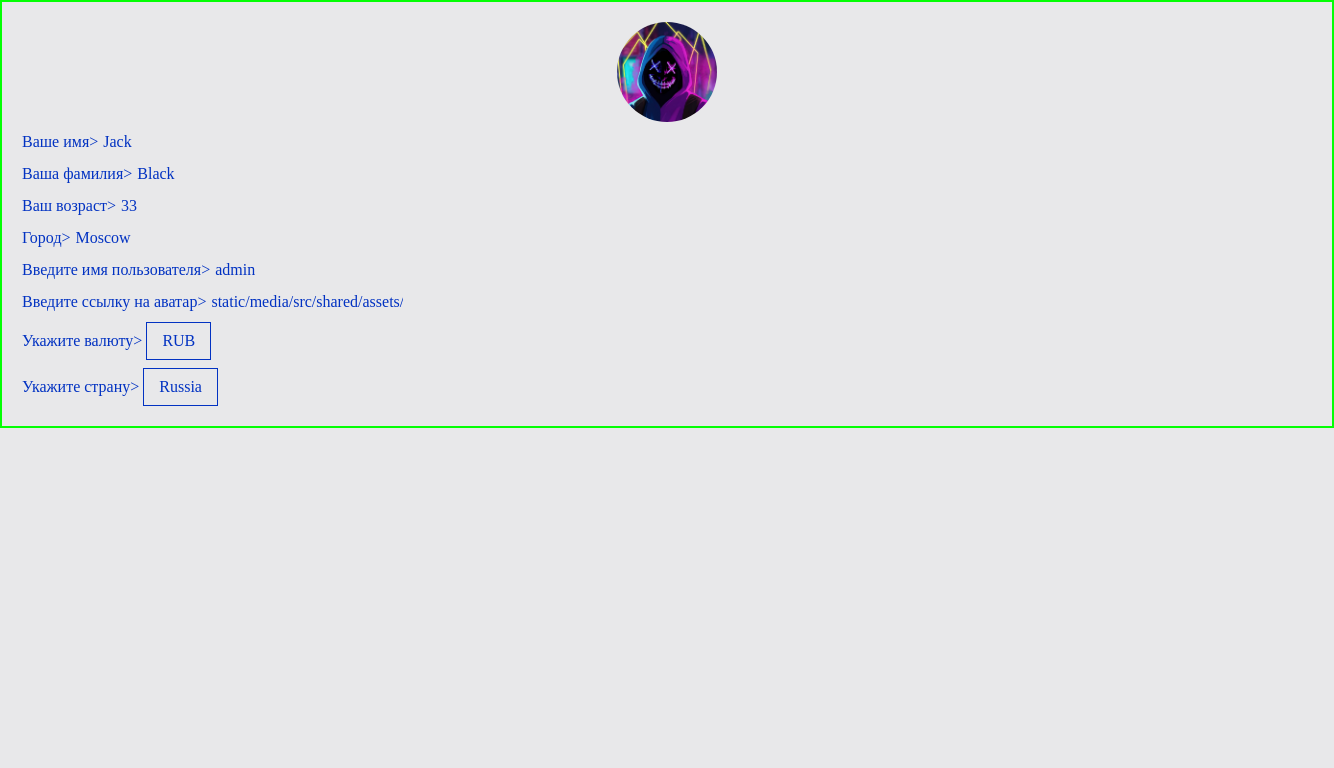 Ваше имя> Jack
Ваша фамилия> Black
Ваш возраст> 33
Город> Moscow
Введите имя пользователя> admin
Введите ссылку на аватар> static/media/src/shared/assets/
Укажите валюту> RUB
Укажите страну> Russia